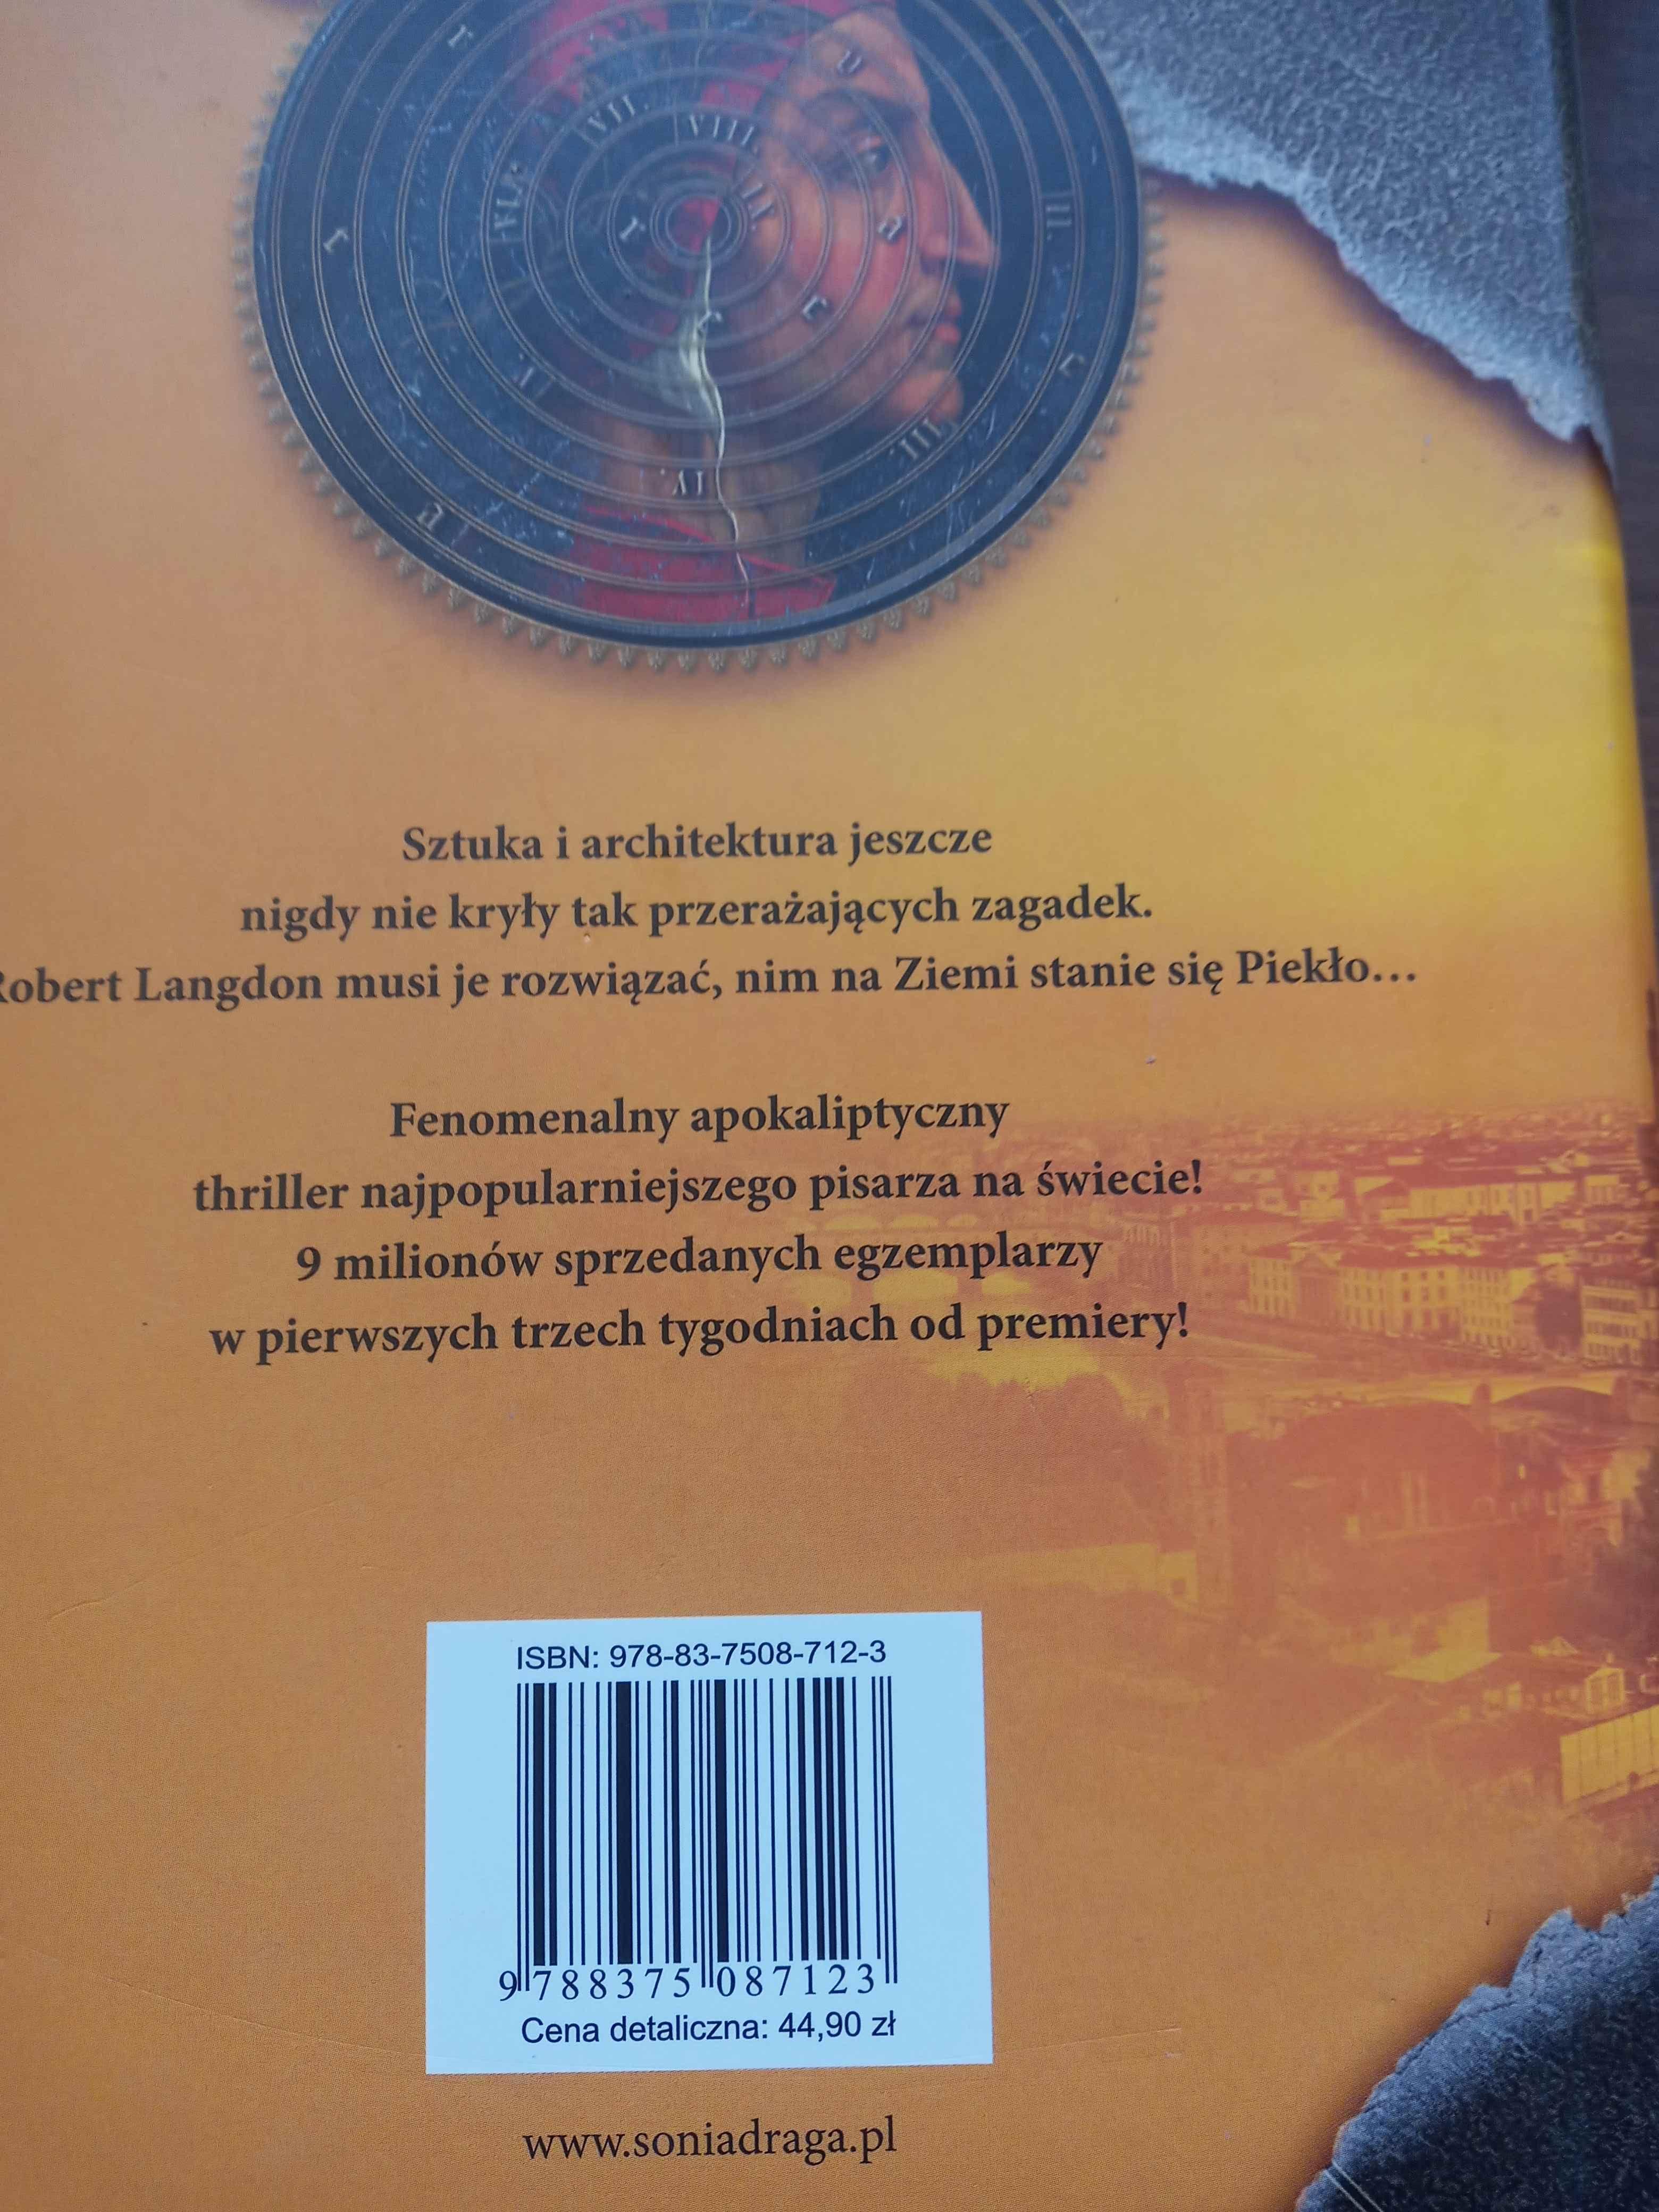 Sztuka i architektura jeszcze
nigdy nie kryły tak przerażających zagadek.
Robert Langdon musi je rozwiązać, nim na Ziemi stanie się Piekło…
Fenomenalny apokaliptyczny
thriller najpopularniejszego pisarza na świecie!
9 milionów sprzedanych egzemplarzy
w pierwszych trzech tygodniach od premiery!
ISBN: 978-83-7508-712-3
9 788375 087123
Cena detaliczna: 44,90 zł
www.soniadraga.pl